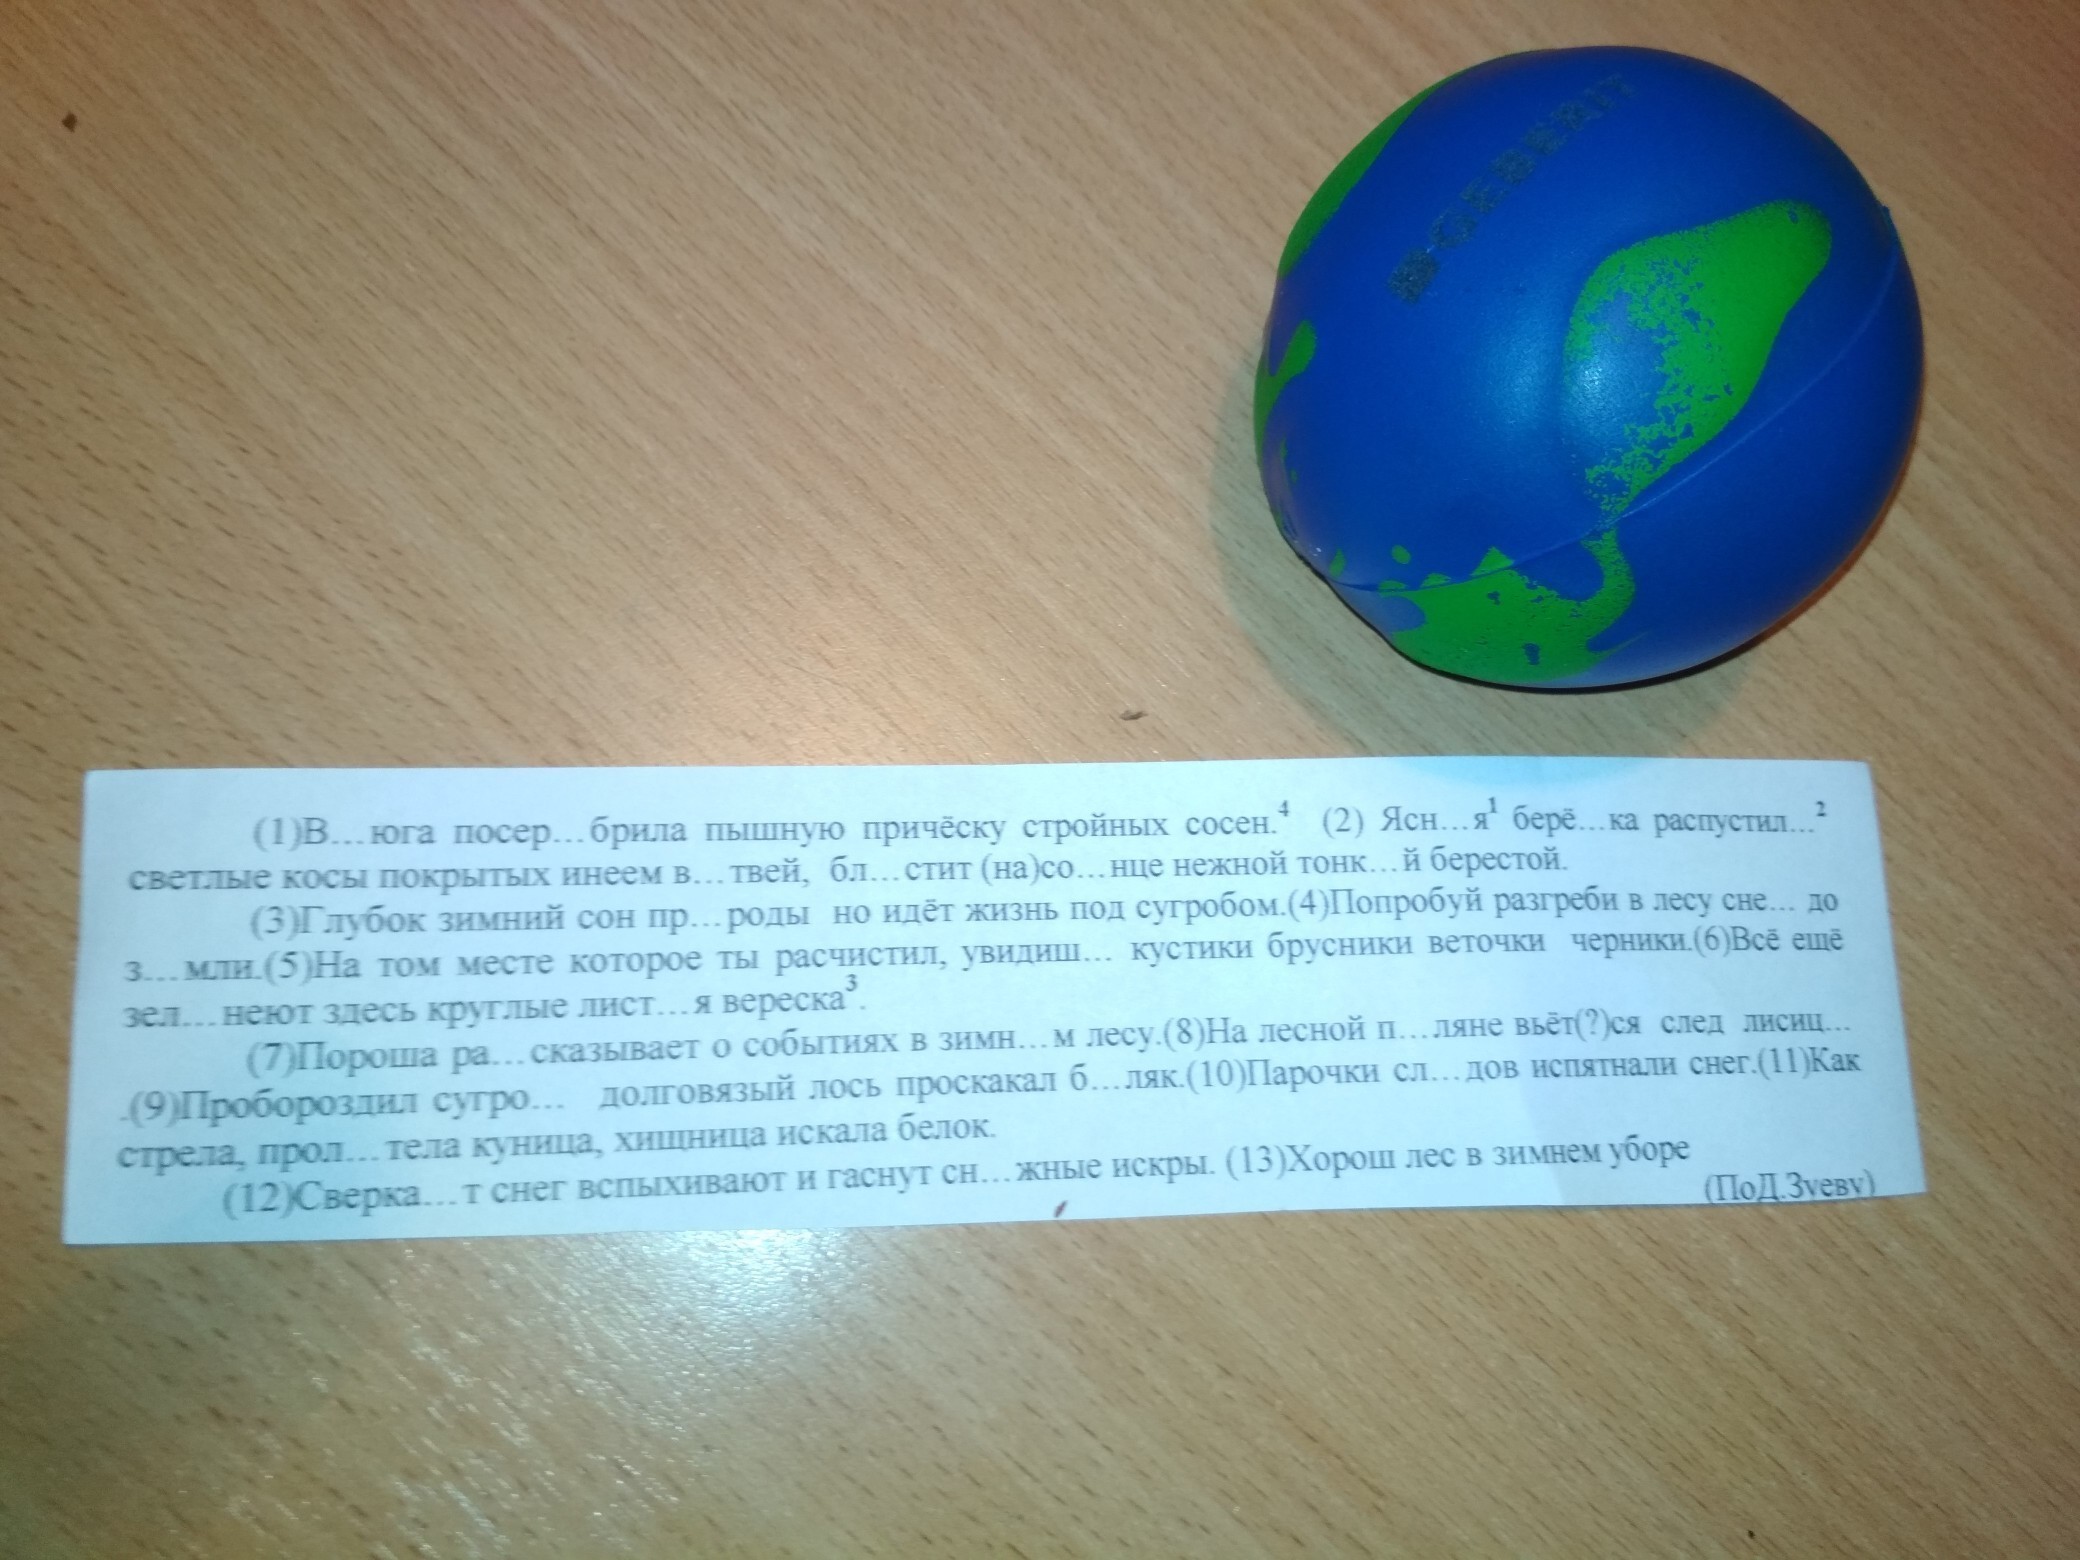 GEBERIT
(1)В…юга посер…брила пышную причёску стройных сосен.⁴ (2) Ясн…я¹ берё…ка распустил…²
светлые косы покрытых инеем в…твей, бл…стит (на)со…нце нежной тонк…й берестой.
(3)Глубок зимний сон пр…роды но идёт жизнь под сугробом.(4)Попробуй разгреби в лесу сне… до
з…мли.(5)На том месте которое ты расчистил, увидиш… кустики брусники веточки черники.(6)Всё ещё
зел…неют здесь круглые лист…я вереска³.
(7)Пороша ра…сказывает о событиях в зимн…м лесу.(8)На лесной п…ляне вьёт(?)ся след лисиц…
.(9)Пробороздил сугро… долговязый лось проскакал б…ляк.(10)Парочки сл…дов испятнали снег.(11)Как
стрела, прол…тела куница, хищница искала белок.
(12)Сверка…т снег вспыхивают и гаснут сн…жные искры. (13)Хорош лес в зимнем уборе
(ПоД.Зуеву)